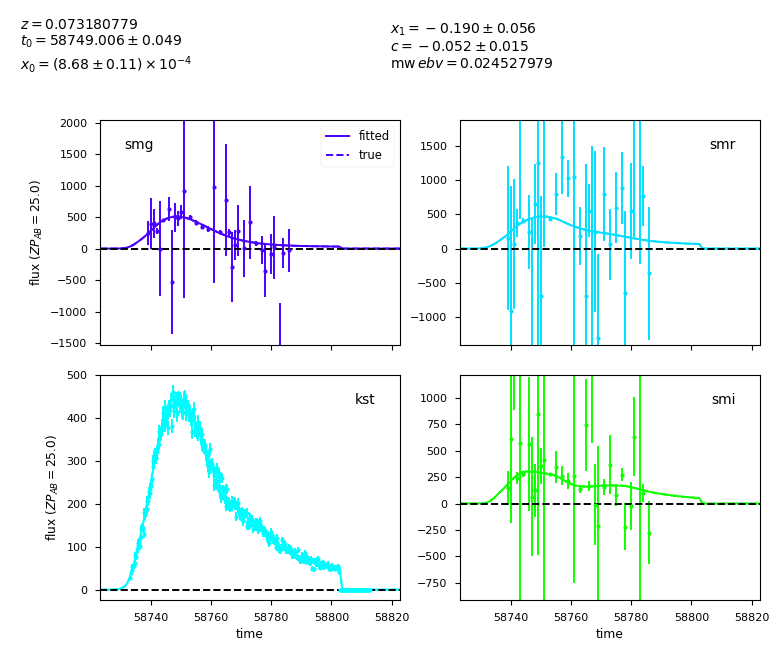 z = 0.073180779
t0 = 58749.006 ± 0.049
x0 = (8.68 ± 0.11) × 10^−4
x1 = −0.190 ± 0.056
c = −0.052 ± 0.015
mw ebv = 0.024527979
2000
1500
1000
500
0
−500
−1000
−1500
flux (ZP_AB = 25.0)
smg
fitted
true
1500
1000
500
0
−500
−1000
smr
500
400
300
200
100
0
flux (ZP_AB = 25.0)
kst
58740 58760 58780 58800 58820
time
1000
750
500
250
0
−250
−500
−750
smi
58740 58760 58780 58800 58820
time